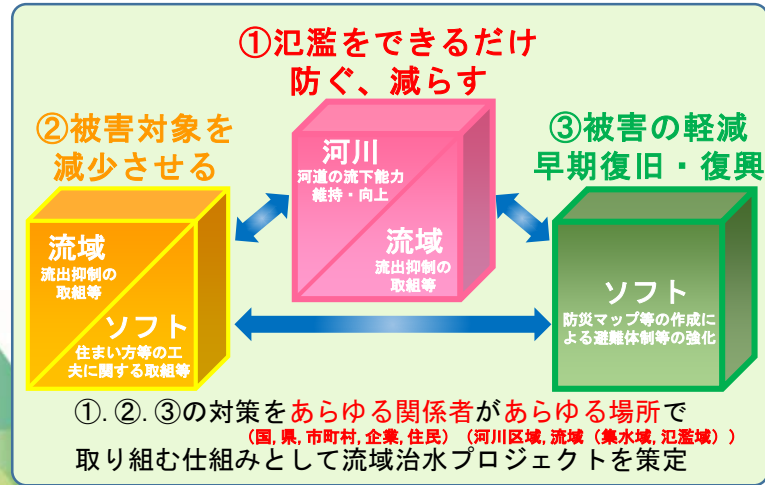 ①氾濫をできるだけ
防ぐ、減らす
②被害対象を
減少させる
③被害の軽減
早期復旧・復興
河川
河道の流下能力
維持・向上
流域
流出抑制の
取組等
流域
流出抑制の
取組等
ソフト
住まい方等の工
夫に関する取組等
ソフト
防災マップ等の作成に
よる避難体制等の強化
①.②.③の対策をあらゆる関係者があらゆる場所で
（国,県,市町村,企業,住民）（河川区域,流域（集水域,氾濫域））
取り組む仕組みとして流域治水プロジェクトを策定